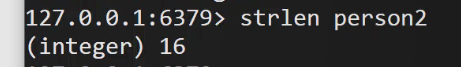 127.0.0.1:6379> strlen person2
(integer) 16